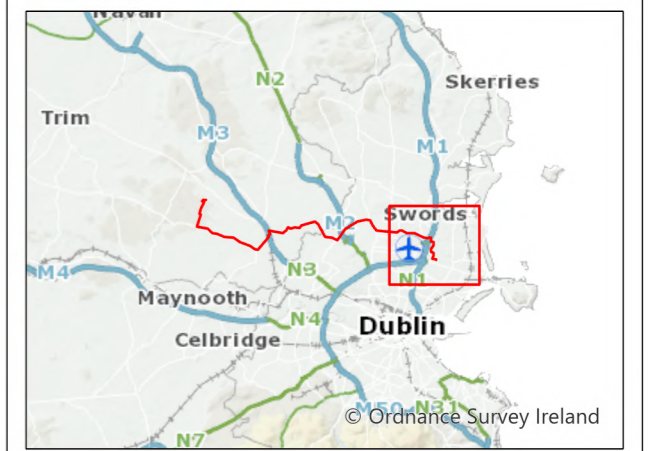 Navan
N2
Skerries
Trim
M3
M1
Swords
M2
M4
N3
N1
Maynooth
N4
Dublin
Celbridge
M50
N31
© Ordnance Survey Ireland
N7